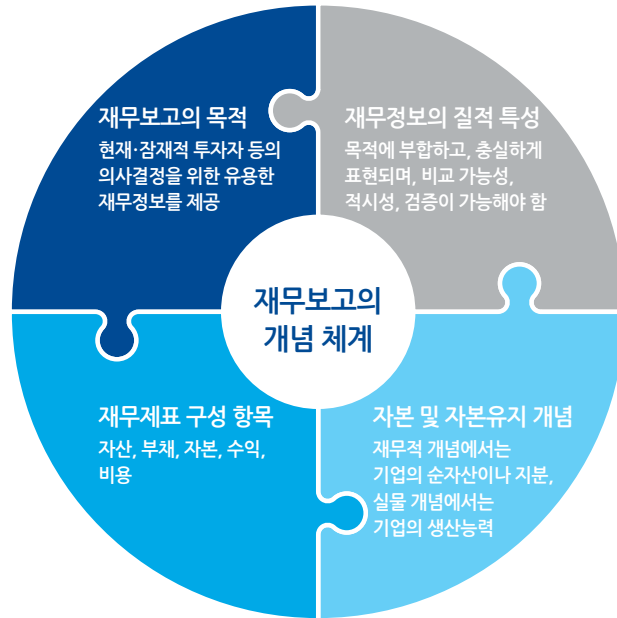 재무보고의 목적
현재·잠재적 투자자 등의
의사결정을 위한 유용한
재무정보를 제공
재무정보의 질적 특성
목적에 부합하고, 충실하게
표현되며, 비교 가능성,
적시성, 검증이 가능해야 함
재무보고의
개념 체계
재무제표 구성 항목
자산, 부채, 자본, 수익,
비용
자본 및 자본유지 개념
재무적 개념에서는
기업의 순자산이나 지분,
실물 개념에서는
기업의 생산능력